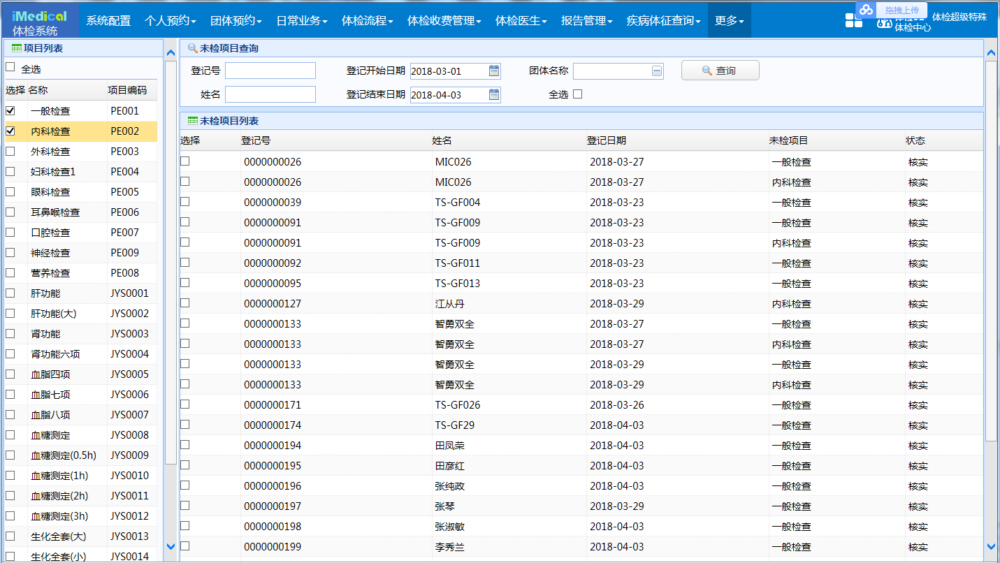 iMedical
体检系统
系统配置 个人预约 团体预约 日常业务 体检流程 体检收费管理 体检医生 报告管理 疾病体征查询 更多
拖拽上传
体检中心
体检超级特殊
项目列表
全选
选择 名称 项目编码
一般检查 PE001
内科检查 PE002
外科检查 PE003
妇科检查1 PE004
眼科检查 PE005
耳鼻喉检查 PE006
口腔检查 PE007
神经检查 PE009
营养检查 PE008
肝功能 JYS0001
肝功能(大) JYS0002
肾功能 JYS0003
肾功能六项 JYS0004
血脂四项 JYS0005
血脂七项 JYS0006
血脂八项 JYS0007
血糖测定 JYS0008
血糖测定(0.5h) JYS0009
血糖测定(1h) JYS0010
血糖测定(2h) JYS0011
血糖测定(3h) JYS0012
生化全套(大) JYS0013
生化全套(小) JYS0014
未检项目查询
登记号 登记开始日期 2018-03-01 团体名称 查询
姓名 登记结束日期 2018-04-03 全选
未检项目列表
选择 登记号 姓名 登记日期 未检项目 状态
0000000026 MIC026 2018-03-27 一般检查 核实
0000000026 MIC026 2018-03-27 内科检查 核实
0000000039 TS-GF004 2018-03-23 一般检查 核实
0000000091 TS-GF009 2018-03-23 一般检查 核实
0000000091 TS-GF009 2018-03-23 内科检查 核实
0000000092 TS-GF011 2018-03-23 一般检查 核实
0000000095 TS-GF013 2018-03-23 一般检查 核实
0000000127 江从丹 2018-03-29 内科检查 核实
0000000133 智勇双全 2018-03-27 一般检查 核实
0000000133 智勇双全 2018-03-27 内科检查 核实
0000000133 智勇双全 2018-03-29 一般检查 核实
0000000133 智勇双全 2018-03-29 内科检查 核实
0000000171 TS-GF026 2018-03-26 一般检查 核实
0000000174 TS-GF29 2018-04-03 一般检查 核实
0000000194 田凤荣 2018-04-03 一般检查 核实
0000000195 田彦红 2018-04-03 一般检查 核实
0000000196 张纯政 2018-04-03 一般检查 核实
0000000197 张琴 2018-03-29 一般检查 核实
0000000198 张淑敏 2018-04-03 一般检查 核实
0000000199 李秀兰 2018-04-03 一般检查 核实